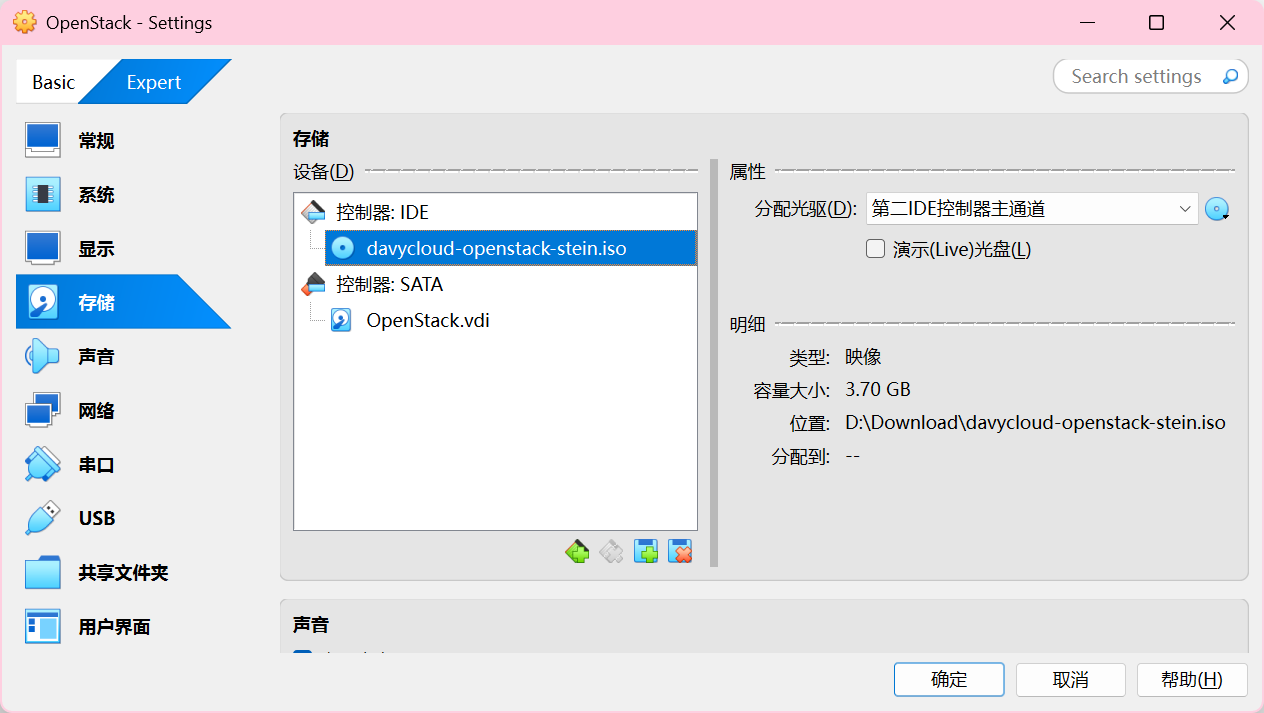 OpenStack - Settings
Basic
Expert
Search settings
常规
系统
显示
存储
声音
网络
串口
USB
共享文件夹
用户界面
存储
设备(D)
控制器: IDE
davycloud-openstack-stein.iso
控制器: SATA
OpenStack.vdi
属性
分配光驱(D): 第二IDE控制器主通道
演示(Live)光盘(L)
明细
类型: 映像
容量大小: 3.70 GB
位置: D:\Download\davycloud-openstack-stein.iso
分配到: --
声音
确定
取消
帮助(H)